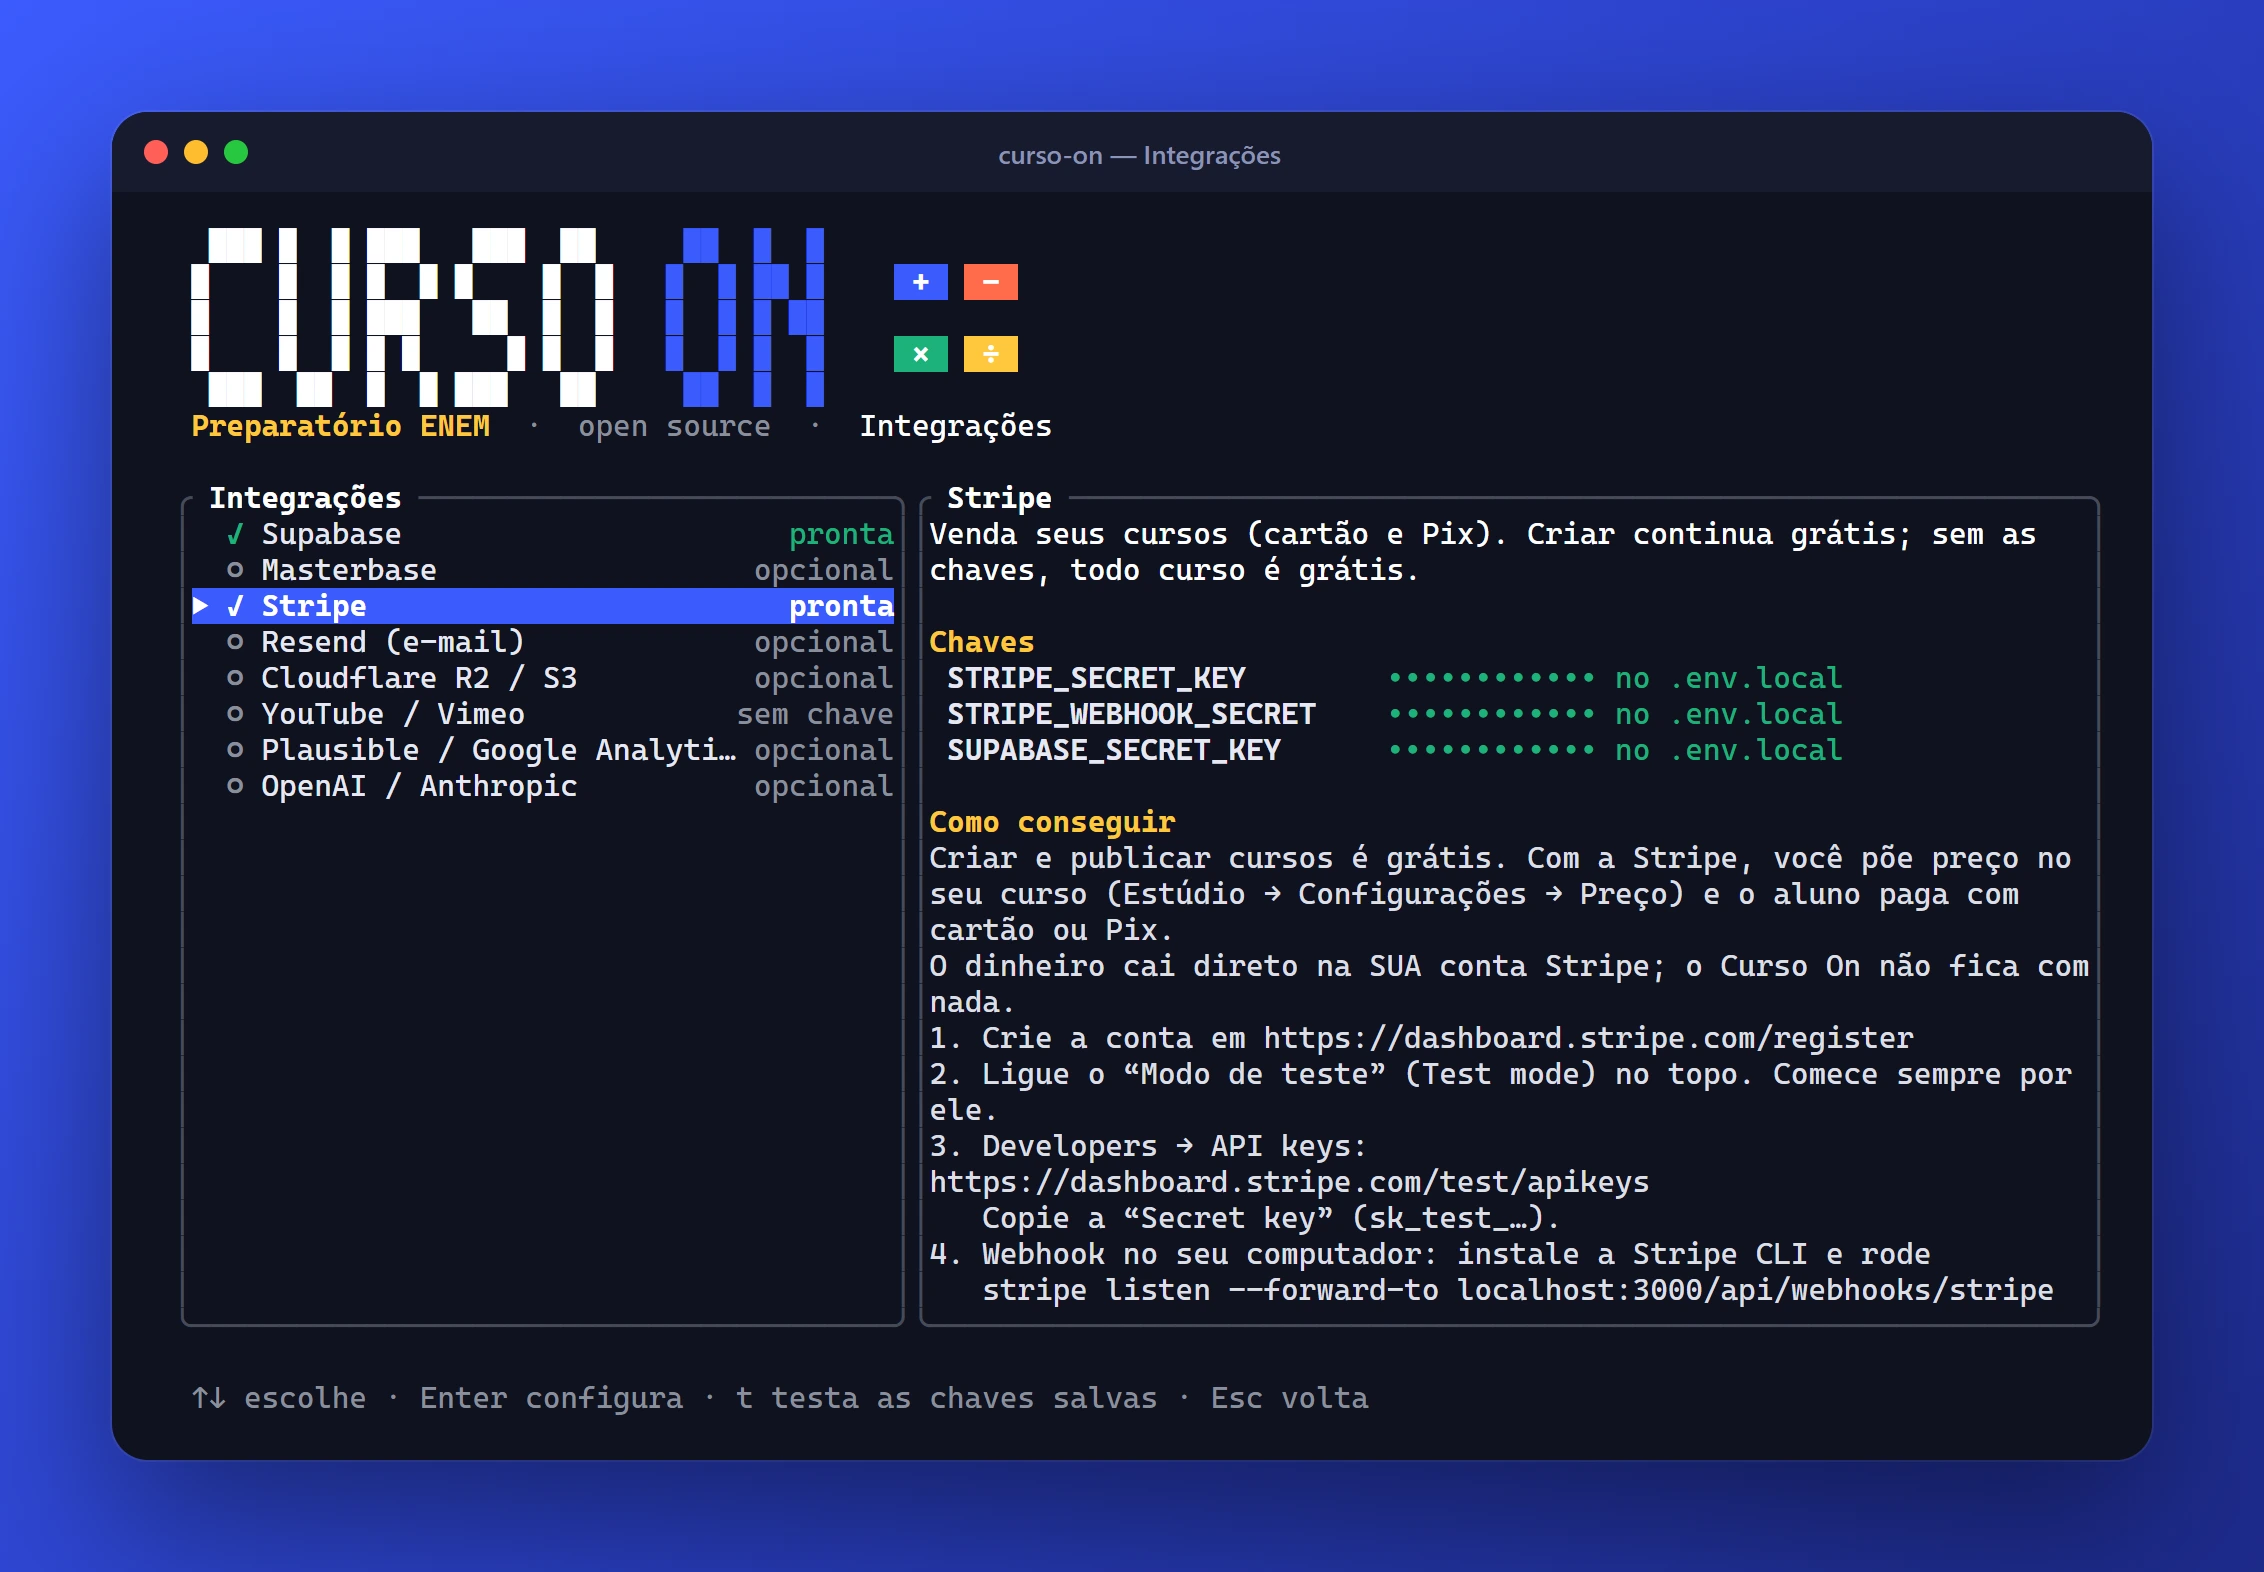 curso-on — Integrações
CURSO ON
+ −
× ÷
Preparatório ENEM · open source · Integrações
Integrações
✓ Supabase pronta
○ Masterbase opcional
▶ ✓ Stripe pronta
○ Resend (e-mail) opcional
○ Cloudflare R2 / S3 opcional
○ YouTube / Vimeo sem chave
○ Plausible / Google Analyti… opcional
○ OpenAI / Anthropic opcional
Stripe
Venda seus cursos (cartão e Pix). Criar continua grátis; sem as
chaves, todo curso é grátis.
Chaves
STRIPE_SECRET_KEY •••••••••••• no .env.local
STRIPE_WEBHOOK_SECRET •••••••••••• no .env.local
SUPABASE_SECRET_KEY •••••••••••• no .env.local
Como conseguir
Criar e publicar cursos é grátis. Com a Stripe, você põe preço no
seu curso (Estúdio → Configurações → Preço) e o aluno paga com
cartão ou Pix.
O dinheiro cai direto na SUA conta Stripe; o Curso On não fica com
nada.
1. Crie a conta em https://dashboard.stripe.com/register
2. Ligue o “Modo de teste” (Test mode) no topo. Comece sempre por
ele.
3. Developers → API keys:
https://dashboard.stripe.com/test/apikeys
Copie a “Secret key” (sk_test_…).
4. Webhook no seu computador: instale a Stripe CLI e rode
stripe listen --forward-to localhost:3000/api/webhooks/stripe
↑↓ escolhe · Enter configura · t testa as chaves salvas · Esc volta